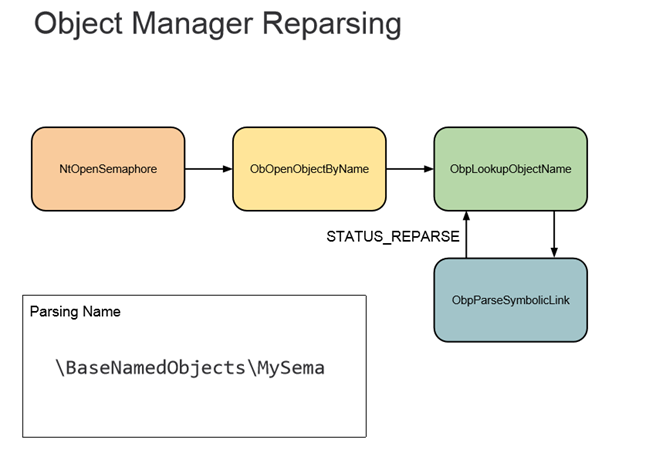 Object Manager Reparsing
NtOpenSemaphore
ObOpenObjectByName
ObpLookupObjectName
STATUS_REPARSE
ObpParseSymbolicLink
Parsing Name
\BaseNamedObjects\MySema